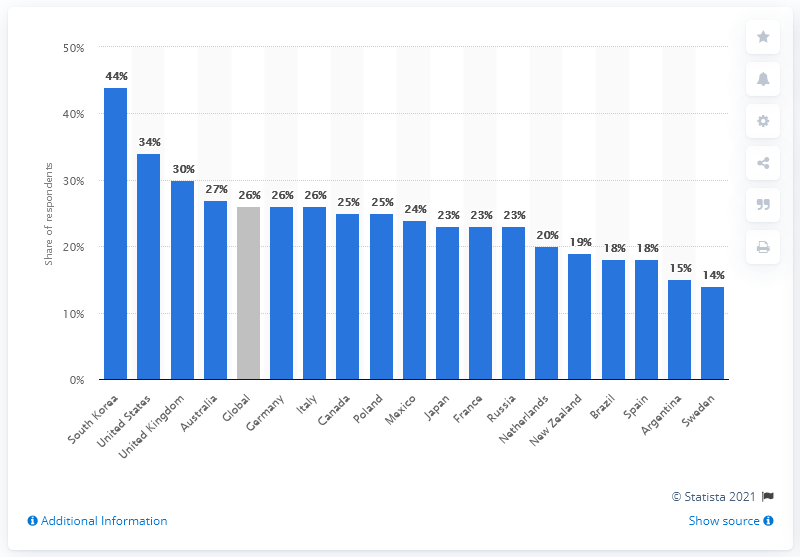 50%
40%
30%
20%
10%
0%
Share of respondents
44%
34%
30%
27%
26%
26%
26%
25%
25%
24%
23%
23%
23%
20%
19%
18%
18%
15%
14%
South Korea
United States
United Kingdom
Australia
Global
Germany
Italy
Canada
Poland
Mexico
Japan
France
Russia
Netherlands
New Zealand
Brazil
Spain
Argentina
Sweden
© Statista 2021
Additional Information
Show source